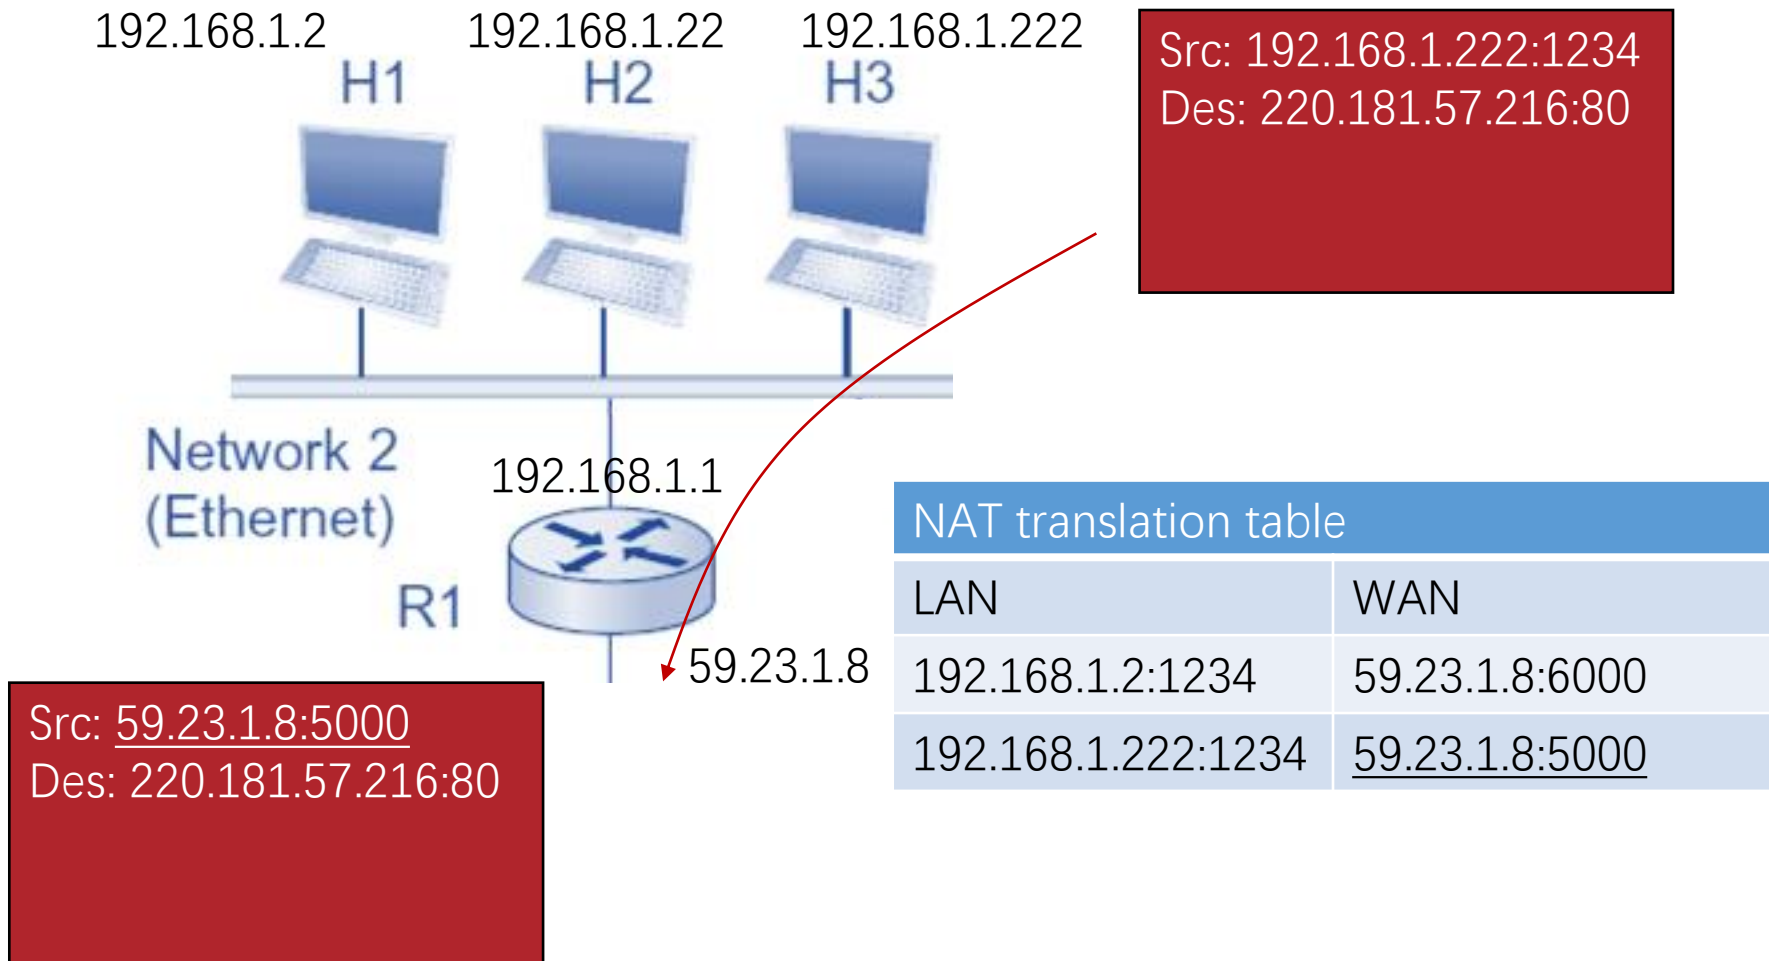 192.168.1.2
192.168.1.22
192.168.1.222
H1
H2
H3
Src: 192.168.1.222:1234
Des: 220.181.57.216:80
Network 2
(Ethernet)
192.168.1.1
R1
59.23.1.8
Src: 59.23.1.8:5000
Des: 220.181.57.216:80
NAT translation table
LAN WAN
192.168.1.2:1234 59.23.1.8:6000
192.168.1.222:1234 59.23.1.8:5000